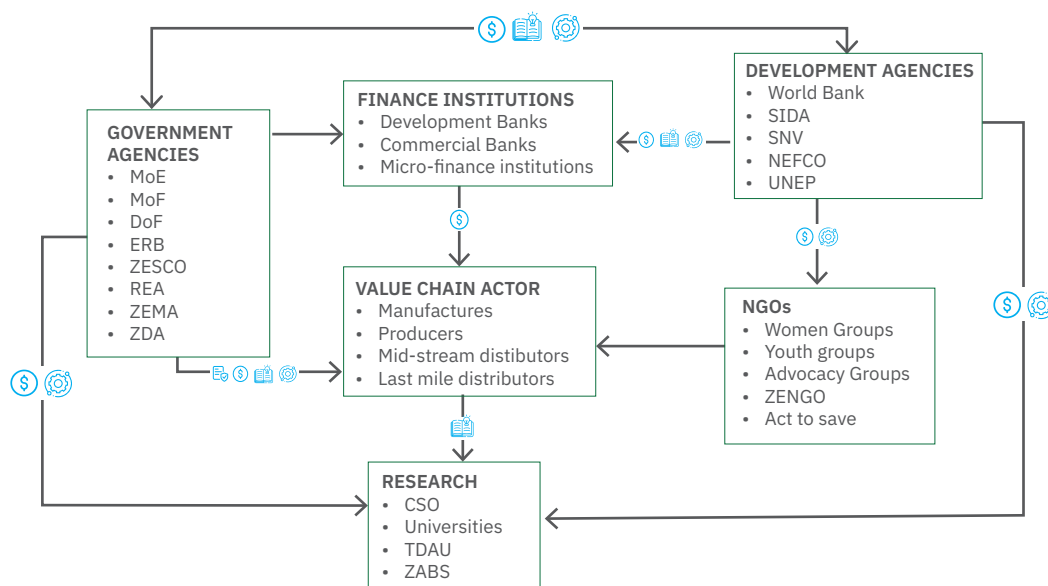 GOVERNMENT
AGENCIES
• MoE
• MoF
• DoF
• ERB
• ZESCO
• REA
• ZEMA
• ZDA
FINANCE INSTITUTIONS
• Development Banks
• Commercial Banks
• Micro-finance institutions
DEVELOPMENT AGENCIES
• World Bank
• SIDA
• SNV
• NEFCO
• UNEP
VALUE CHAIN ACTOR
• Manufactures
• Producers
• Mid-stream distibutors
• Last mile distributors
NGOs
• Women Groups
• Youth groups
• Advocacy Groups
• ZENGO
• Act to save
RESEARCH
• CSO
• Universities
• TDAU
• ZABS